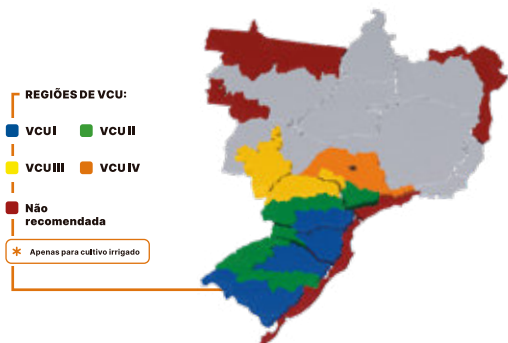 REGIÕES DE VCU:
VCU I VCU II
VCU III VCU IV
Não
recomendada
* Apenas para cultivo irrigado